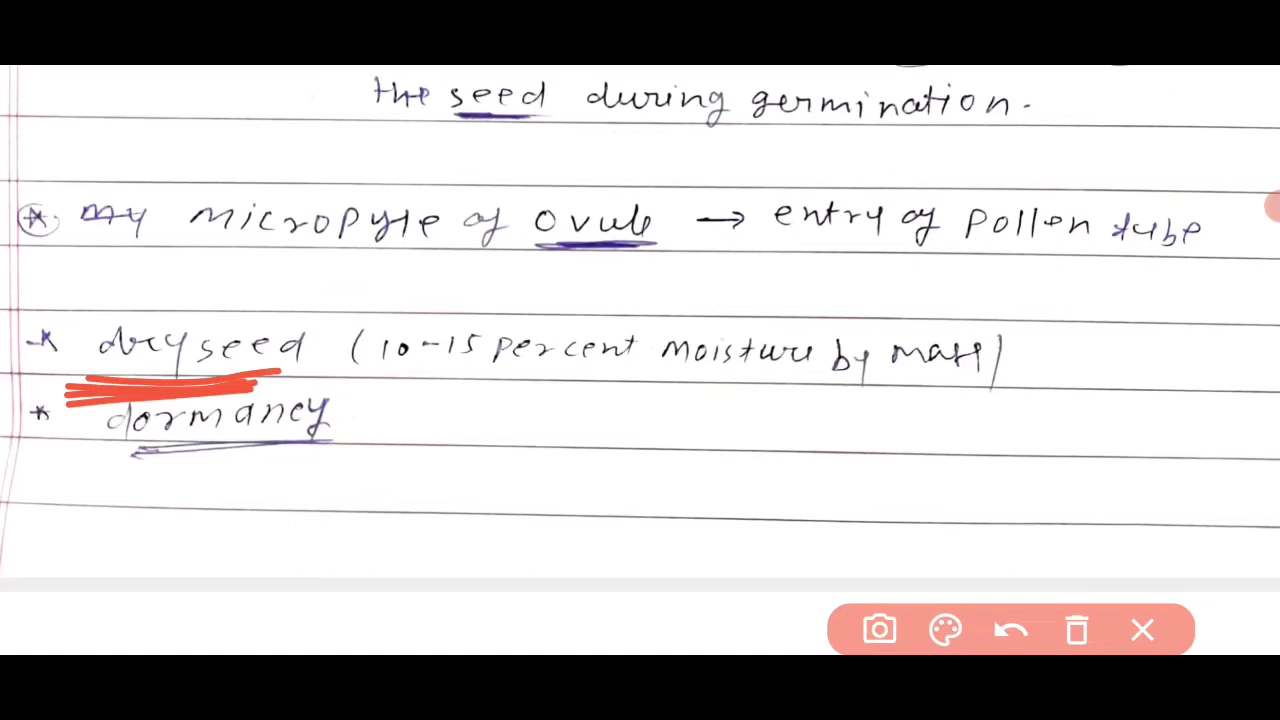 the seed during germination.
* my micropyle of ovule → entry of pollen tube
* dry seed (10-15 percent moisture by mass)
* dormancy